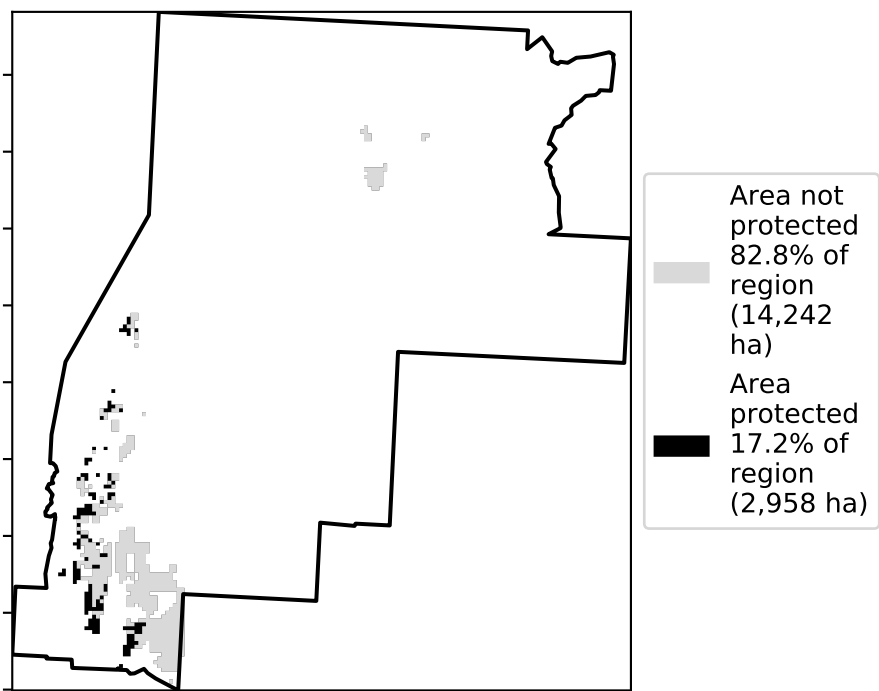 Area not
protected
82.8% of
region
(14,242
ha)
Area
protected
17.2% of
region
(2,958 ha)